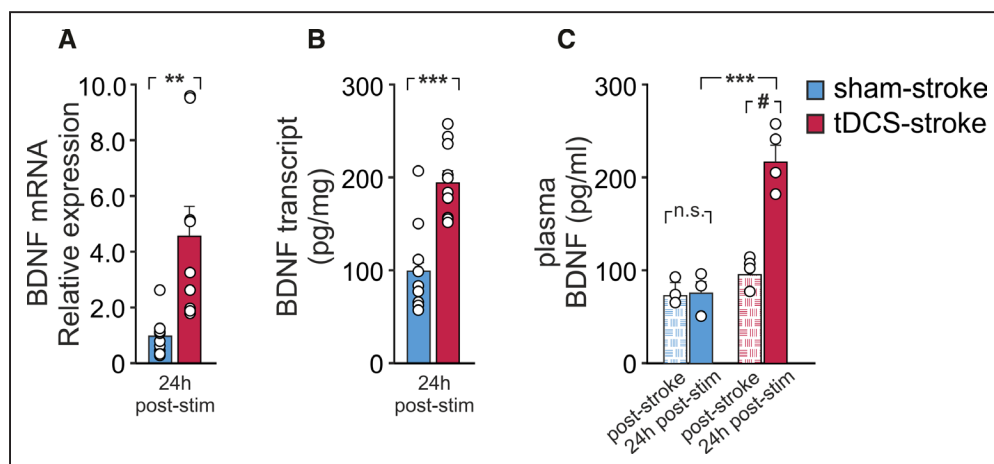 A
BDNF mRNA
Relative expression
10.0
8.0
6.0
4.0
2.0
0
**
24h
post-stim
B
BDNF transcript
(pg/mg)
300
200
100
0
***
24h
post-stim
C
plasma
BDNF (pg/ml)
300
200
100
0
n.s.
***
#
post-stroke
24h post-stim
post-stroke
24h post-stim
sham-stroke
tDCS-stroke